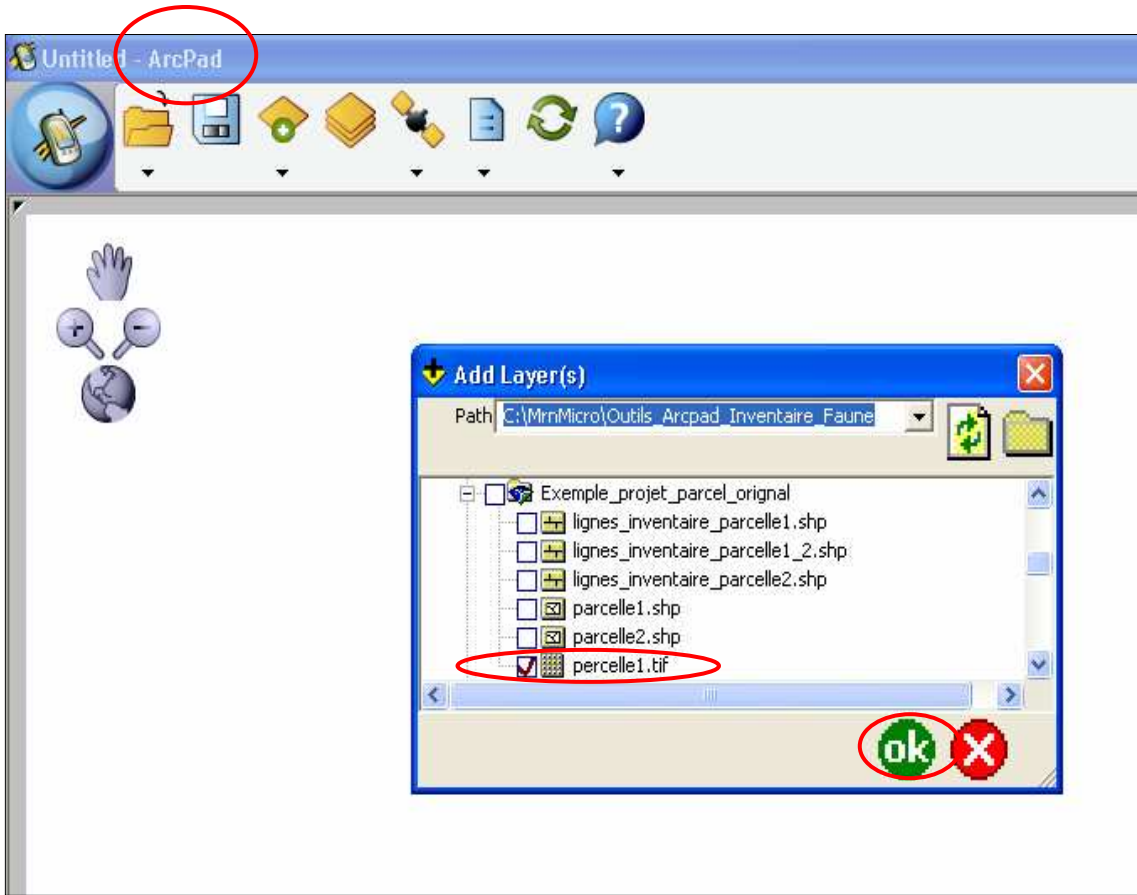 Untitled - ArcPad
?
Add Layer(s)
Path C:\MrnMicro\Outils_Arcpad_Inventaire_Faune
Exemple_projet_parcel_orignal
lignes_inventaire_parcelle1.shp
lignes_inventaire_parcelle1_2.shp
lignes_inventaire_parcelle2.shp
parcelle1.shp
parcelle2.shp
percelle1.tif
ok